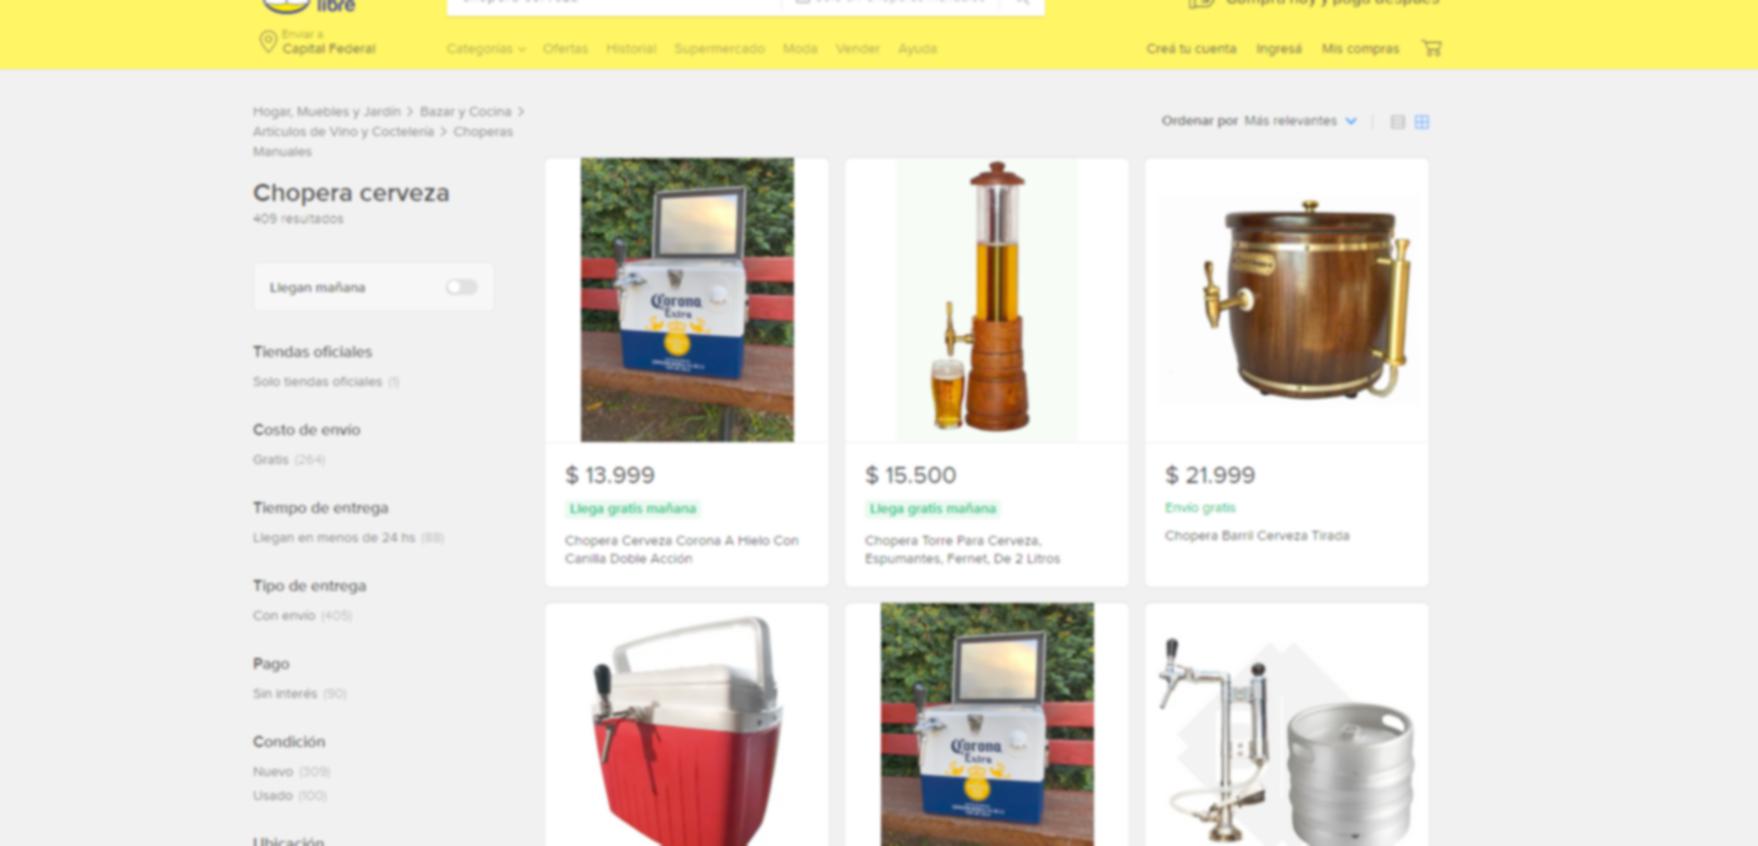 libre
Enviar a
Capital Federal
Categorías Ofertas Historial Supermercado Moda Vender Ayuda
Creá tu cuenta Ingresá Mis compras
Hogar, Muebles y Jardín > Bazar y Cocina >
Artículos de Vino y Coctelería > Choperas
Manuales
Ordenar por Más relevantes
Chopera cerveza
409 resultados
Llegan mañana
Tiendas oficiales
Solo tiendas oficiales (1)
Costo de envío
Gratis (264)
Tiempo de entrega
Llegan en menos de 24 hs (88)
Tipo de entrega
Con envío (405)
Pago
Sin interés (90)
Condición
Nuevo (309)
Usado (100)
Ubicación
Corona
Extra
$ 13.999
Llega gratis mañana
Chopera Cerveza Corona A Hielo Con
Canilla Doble Acción
$ 15.500
Llega gratis mañana
Chopera Torre Para Cerveza,
Espumantes, Fernet, De 2 Litros
$ 21.999
Envío gratis
Chopera Barril Cerveza Tirada
Corona
Extra